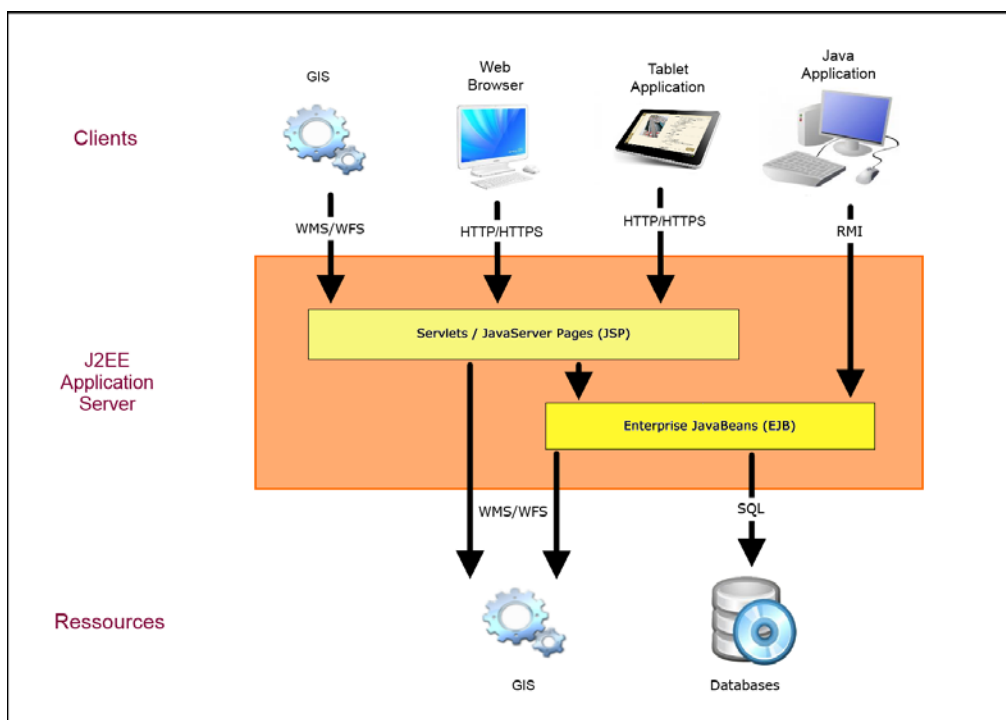 GIS
Web
Browser
Tablet
Application
Java
Application
Clients
WMS/WFS
HTTP/HTTPS
HTTP/HTTPS
RMI
Servlets / JavaServer Pages (JSP)
J2EE
Application
Server
Enterprise JavaBeans (EJB)
WMS/WFS
SQL
Ressources
GIS
Databases